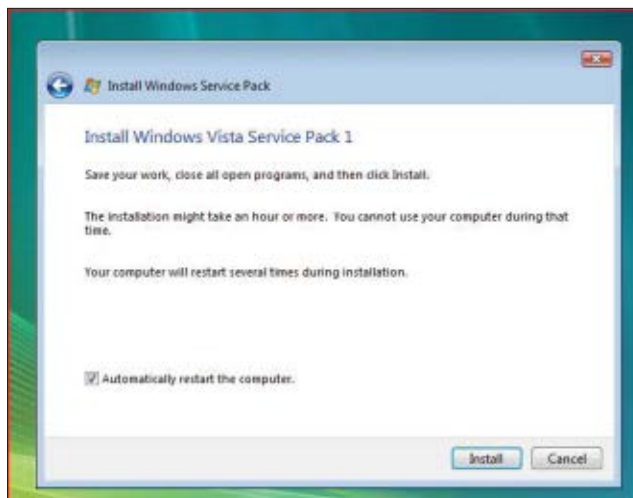 Install Windows Service Pack
Install Windows Vista Service Pack 1
Save your work, close all open programs, and then click Install.
The installation might take an hour or more. You cannot use your computer during that
time.
Your computer will restart several times during installation.
Automatically restart the computer.
Install Cancel